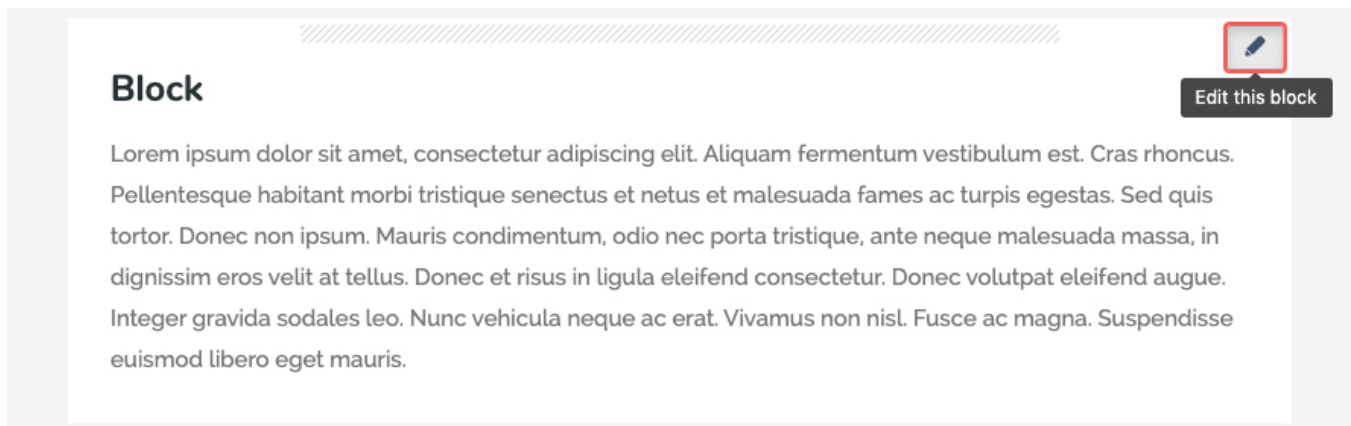 Block
Edit this block
Lorem ipsum dolor sit amet, consectetur adipiscing elit. Aliquam fermentum vestibulum est. Cras rhoncus.
Pellentesque habitant morbi tristique senectus et netus et malesuada fames ac turpis egestas. Sed quis
tortor. Donec non ipsum. Mauris condimentum, odio nec porta tristique, ante neque malesuada massa, in
dignissim eros velit at tellus. Donec et risus in ligula eleifend consectetur. Donec volutpat eleifend augue.
Integer gravida sodales leo. Nunc vehicula neque ac erat. Vivamus non nisl. Fusce ac magna. Suspendisse
euismod libero eget mauris.